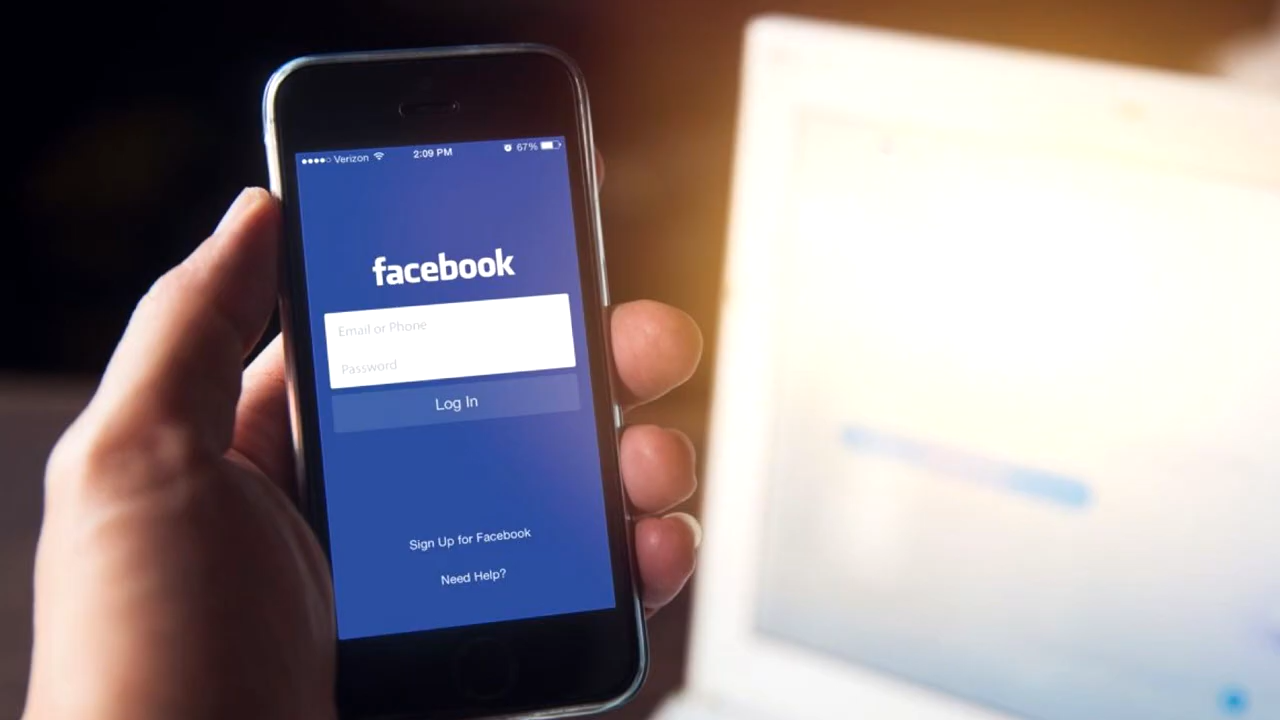 Verizon 2:09 PM 67%
facebook
Email or Phone
Password
Log In
Sign Up for Facebook
Need Help?